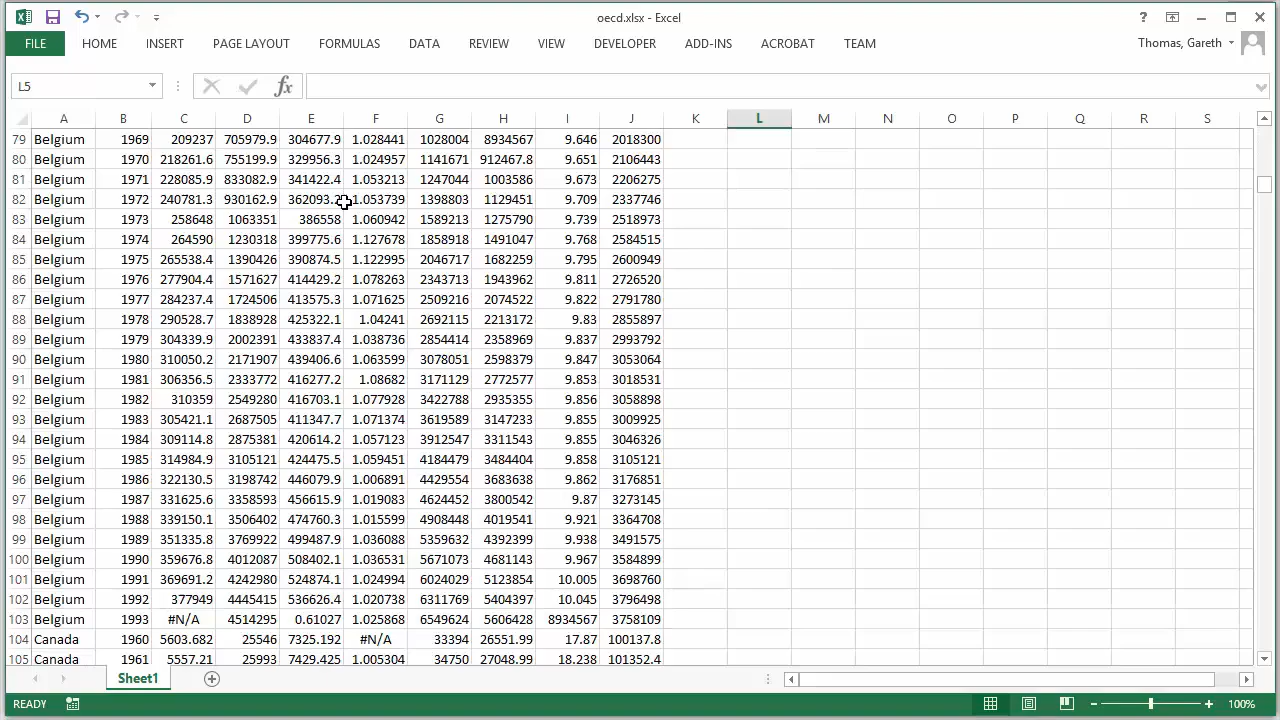 oecd.xlsx - Excel
FILE HOME INSERT PAGE LAYOUT FORMULAS DATA REVIEW VIEW DEVELOPER ADD-INS ACROBAT TEAM Thomas, Gareth
L5 fx
A B C D E F G H I J K L M N O P Q R S
79 Belgium 1969 209237 705979.9 304677.9 1.028441 1028004 8934567 9.646 2018300
80 Belgium 1970 218261.6 755199.9 329956.3 1.024957 1141671 912467.8 9.651 2106443
81 Belgium 1971 228085.9 833082.9 341422.4 1.053213 1247044 1003586 9.673 2206275
82 Belgium 1972 240781.3 930162.9 1.053739 1398803 1129451 9.709 2337746
83 Belgium 1973 258648 1063351 386558 1.060942 1589213 1275790 9.739 2518973
84 Belgium 1974 264590 1230318 399775.6 1.127678 1858918 1491047 9.768 2584515
85 Belgium 1975 265538.4 1390426 390874.5 1.122995 2046717 1682259 9.795 2600949
86 Belgium 1976 277904.4 1571627 414429.2 1.078263 2343713 1943962 9.811 2726520
87 Belgium 1977 284237.4 1724506 413575.3 1.071625 2509216 2074522 9.822 2791780
88 Belgium 1978 290528.7 1838928 425322.1 1.04241 2692115 2213172 9.83 2855897
89 Belgium 1979 304339.9 2002391 433837.4 1.038736 2854414 2358969 9.837 2993792
90 Belgium 1980 310050.2 2171907 439406.6 1.063599 3078051 2598379 9.847 3053064
91 Belgium 1981 306356.5 2333772 416277.2 1.08682 3171129 2772577 9.853 3018531
92 Belgium 1982 310359 2549280 416703.1 1.077928 3422788 2935355 9.856 3058898
93 Belgium 1983 305421.1 2687505 411347.7 1.071374 3619589 3147233 9.855 3009925
94 Belgium 1984 309114.8 2875381 420614.2 1.057123 3912547 3311543 9.855 3046326
95 Belgium 1985 314984.9 3105121 424475.5 1.059451 4184479 3484404 9.858 3105121
96 Belgium 1986 322130.5 3198742 446079.9 1.006891 4429554 3683638 9.862 3176851
97 Belgium 1987 331625.6 3358593 456615.9 1.019083 4624452 3800542 9.87 3273145
98 Belgium 1988 339150.1 3506402 474760.3 1.015599 4908448 4019541 9.921 3364708
99 Belgium 1989 351335.8 3769922 499487.9 1.036088 5359632 4392399 9.938 3491575
100 Belgium 1990 359676.8 4012087 508402.1 1.036531 5671073 4681143 9.967 3584899
101 Belgium 1991 369691.2 4242980 524874.1 1.024994 6024029 5123854 10.005 3698760
102 Belgium 1992 377949 4445415 536626.4 1.020738 6311769 5404397 10.045 3796498
103 Belgium 1993 #N/A 4514295 0.61027 1.025868 6549624 5606428 8934567 3758109
104 Canada 1960 5603.682 25546 7325.192 #N/A 33394 26551.99 17.87 100137.8
105 Canada 1961 5557.21 25993 7429.425 1.005304 34750 27048.99 18.238 101352.4
Sheet1
READY 100%